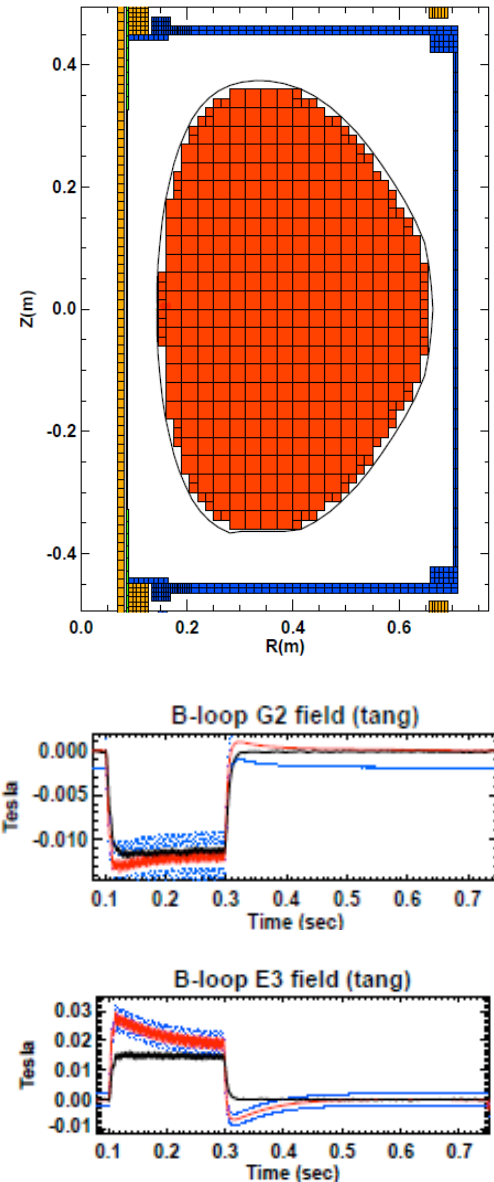 0.4
0.2
0.0
-0.2
-0.4
Z(m)
0.0 0.2 0.4 0.6
R(m)
B-loop G2 field (tang)
0.000
-0.005
-0.010
Tesla
0.1 0.2 0.3 0.4 0.5 0.6 0.7
Time (sec)
B-loop E3 field (tang)
0.03
0.02
0.01
0.00
-0.01
Tesla
0.1 0.2 0.3 0.4 0.5 0.6 0.7
Time (sec)